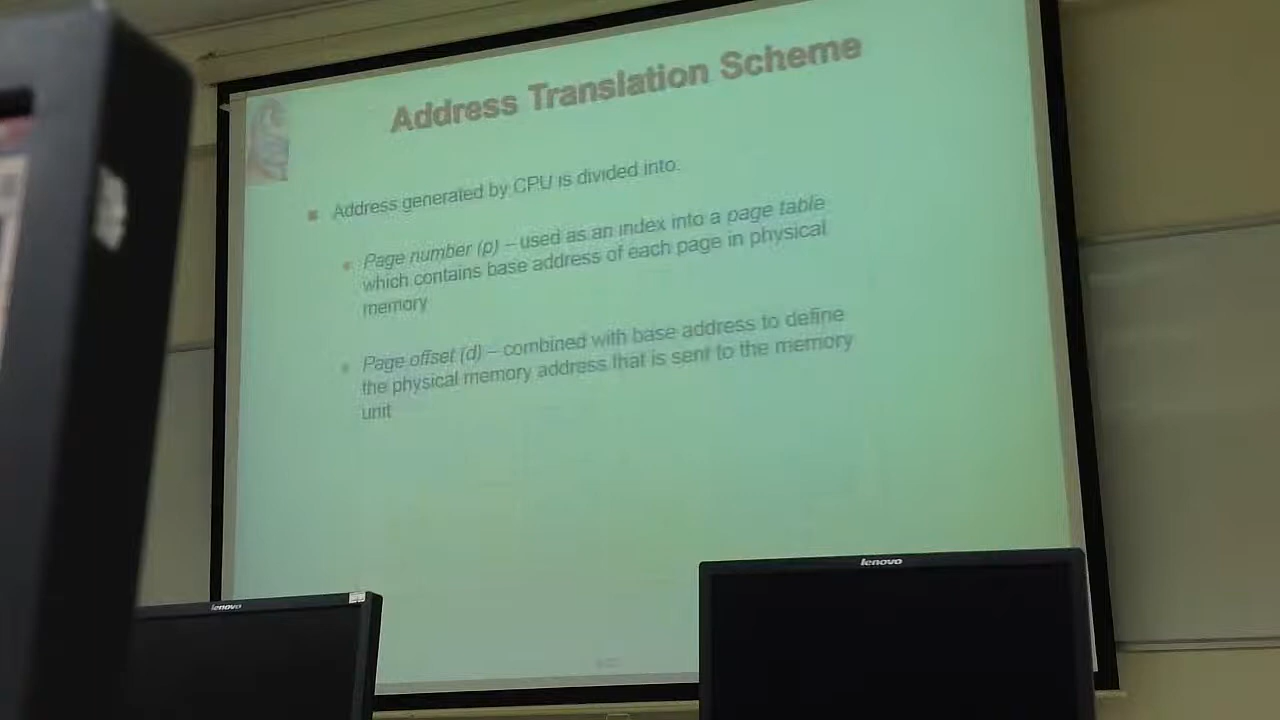 Address Translation Scheme
Address generated by CPU is divided into:
Page number (p) – used as an index into a page table
which contains base address of each page in physical
memory
Page offset (d) – combined with base address to define
the physical memory address that is sent to the memory
unit
lenovo
lenovo